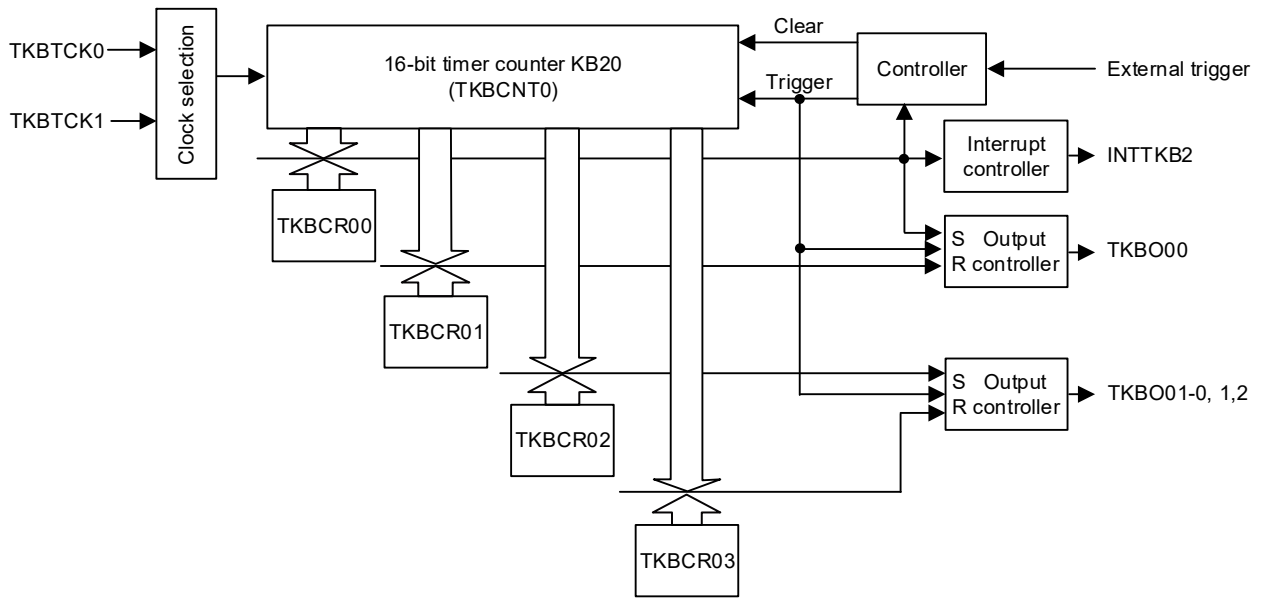 TKBTCK0
TKBTCK1
Clock selection
16-bit timer counter KB20
(TKBCNT0)
Clear
Trigger
Controller
External trigger
Interrupt
controller
INTTKB2
TKBCR00
S Output
R controller
TKBO00
TKBCR01
S Output
R controller
TKBO01-0, 1,2
TKBCR02
TKBCR03